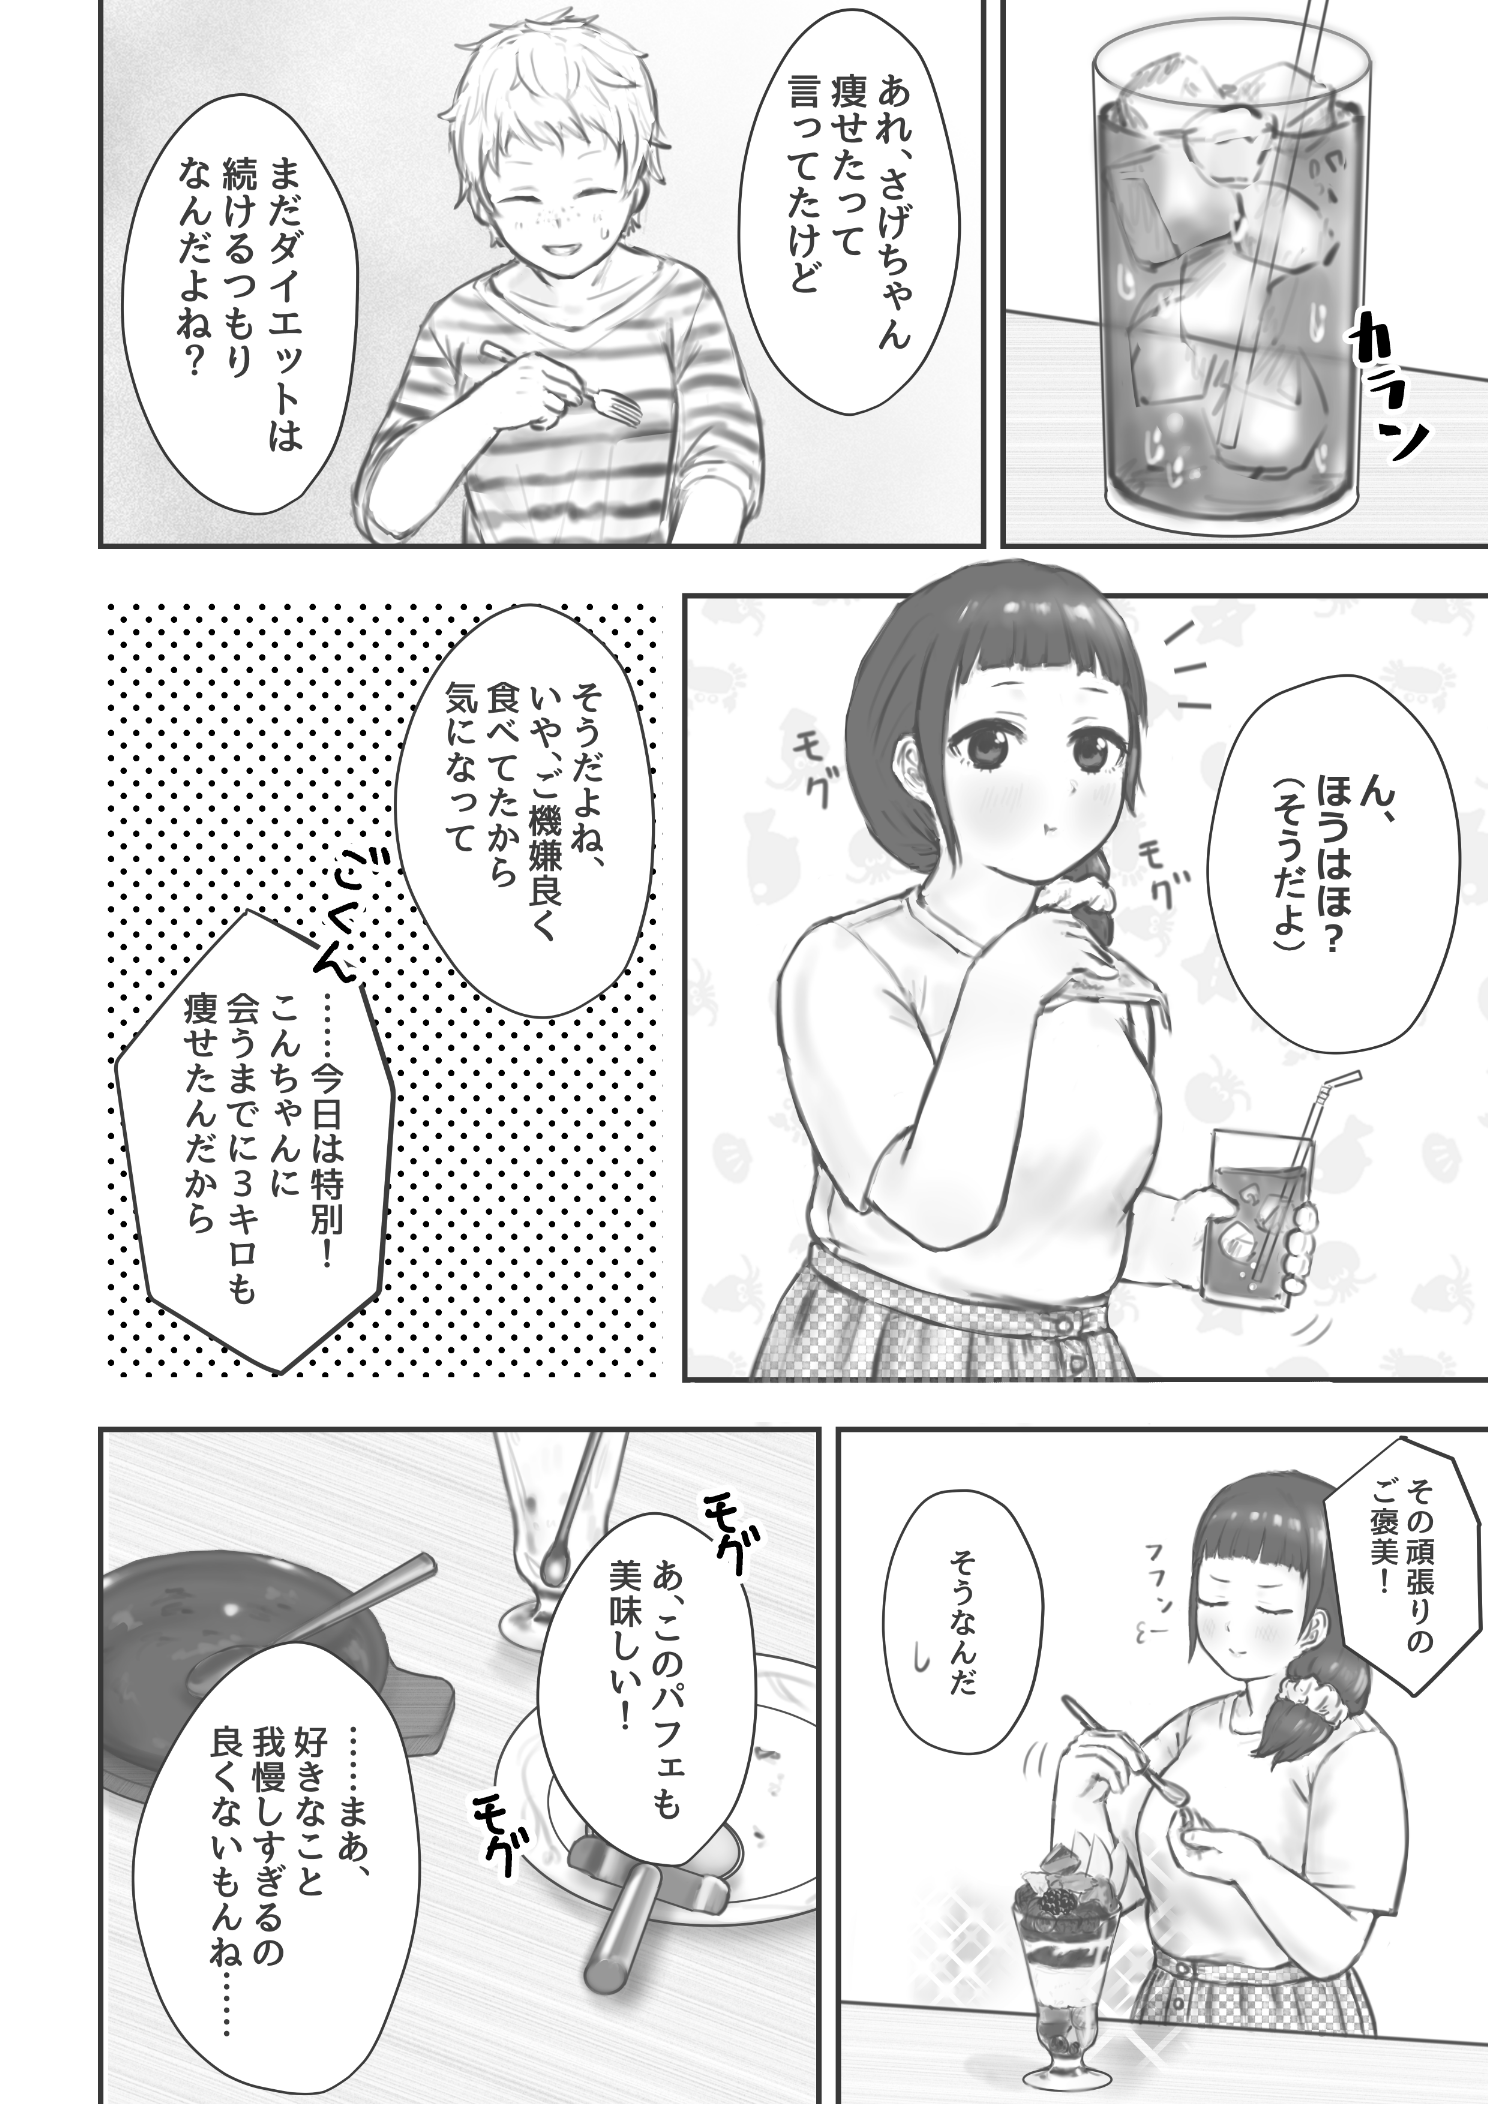 カラン
あれ、さげちゃん
痩せたって
言ってたけど
まだダイエットは
続けるつもり
なんだよね？
ん、
ほうはほ？
（そうだよ）
モグ
モグ
そうだよね、
いや、ご機嫌良く
食べてたから
気になって
ごくん
……今日は特別！
こんちゃんに
会うまでに３キロも
痩せたんだから
その頑張りの
ご褒美！
フフン
そうなんだ
モグ
あ、このパフェも
美味しい！
モグ
……まあ、
好きなこと
我慢しすぎるの
良くないもんね……